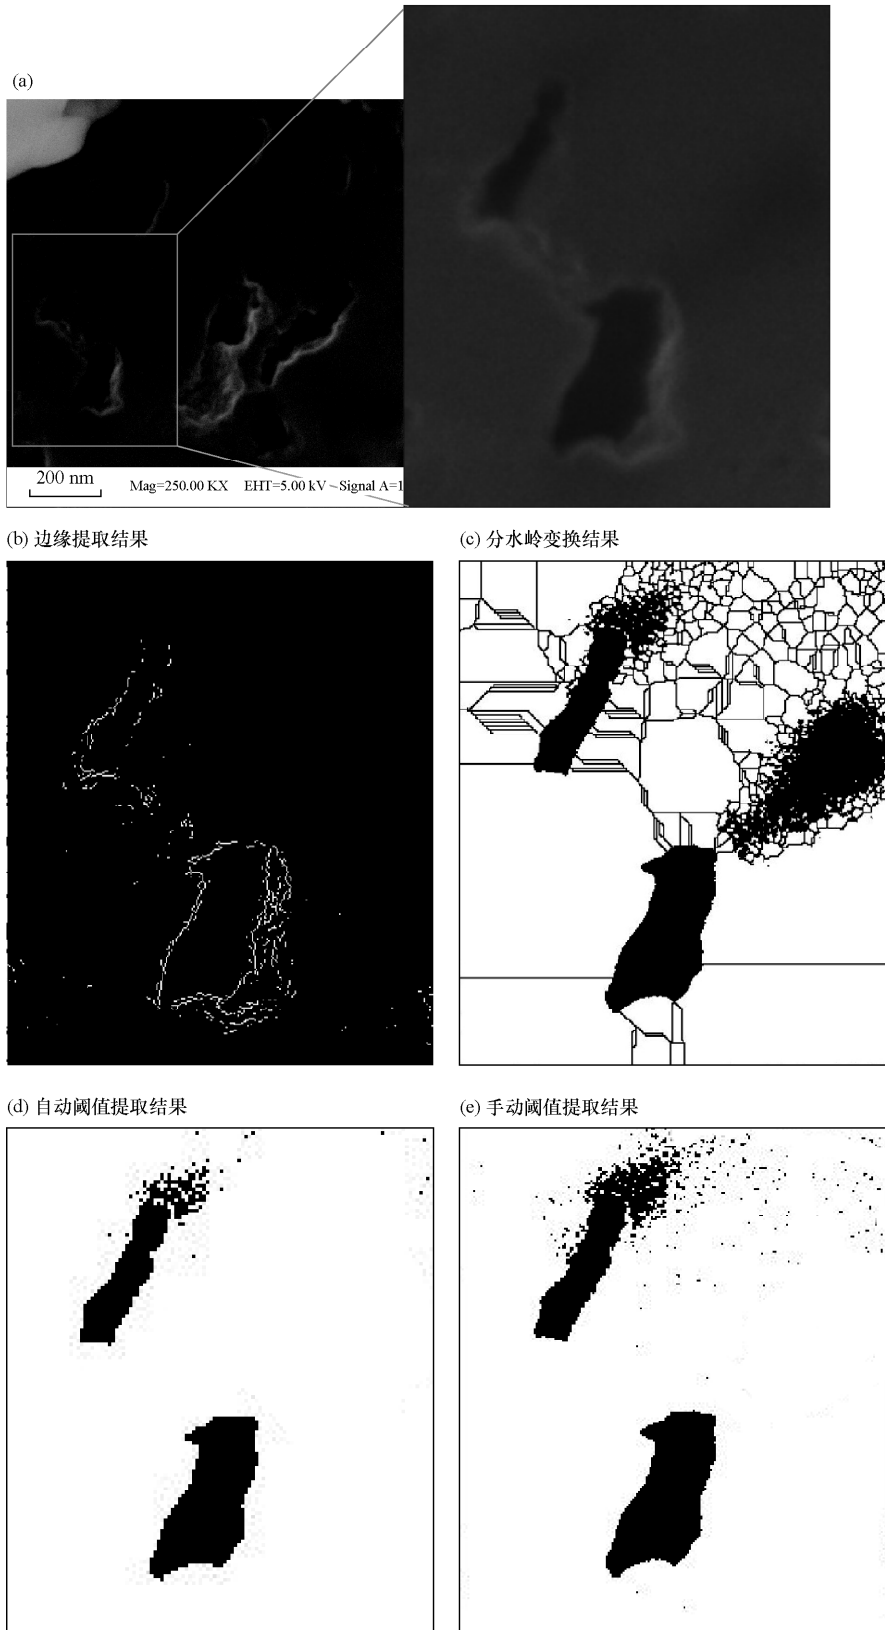 (a)
200 nm
Mag=250.00 KX EHT=5.00 kV Signal A=1
(b) 边缘提取结果
(c) 分水岭变换结果
(d) 自动阈值提取结果
(e) 手动阈值提取结果